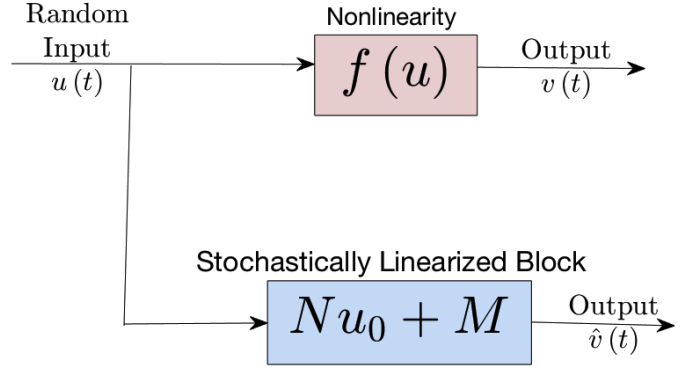 Random
Input
u (t)
Nonlinearity
f (u)
Output
v (t)
Stochastically Linearized Block
Nu₀ + M
Output
v̂ (t)